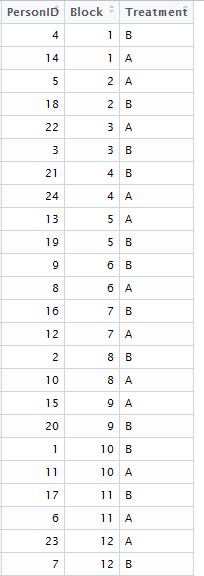 PersonID Block Treatment
4 1 B
14 1 A
5 2 A
18 2 B
22 3 A
3 3 B
21 4 B
24 4 A
13 5 A
19 5 B
9 6 B
8 6 A
16 7 B
12 7 A
2 8 B
10 8 A
15 9 A
20 9 B
1 10 B
11 10 A
17 11 B
6 11 A
23 12 A
7 12 B